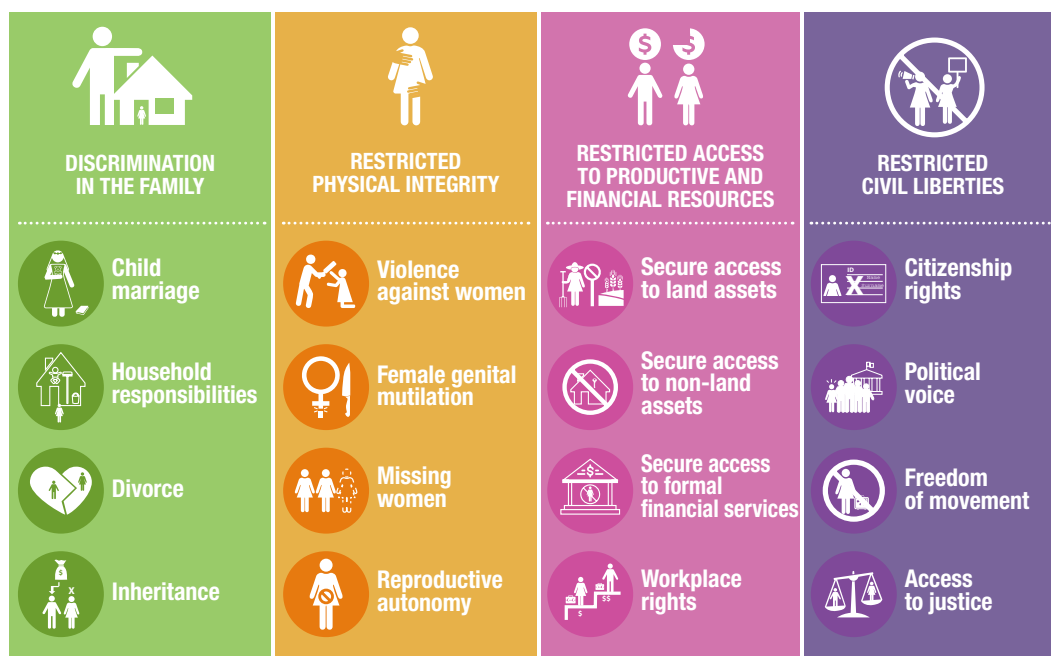 DISCRIMINATION
IN THE FAMILY
Child
marriage
Household
responsibilities
Divorce
$
X
Inheritance
RESTRICTED
PHYSICAL INTEGRITY
Violence
against women
Female genital
mutilation
Missing
women
Reproductive
autonomy
$ $
RESTRICTED ACCESS
TO PRODUCTIVE AND
FINANCIAL RESOURCES
Secure access
to land assets
Secure access
to non-land
assets
$
Secure access
to formal
financial services
$ $$
Workplace
rights
RESTRICTED
CIVIL LIBERTIES
ID
X
Citizenship
rights
Political
voice
Freedom
of movement
Access
to justice